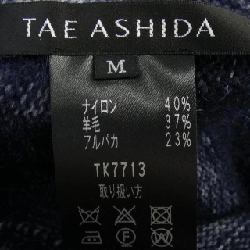 TAE ASHIDA
M
ナイロン 40%
羊毛 37%
アルパカ 23%
TK7713
取り扱い方